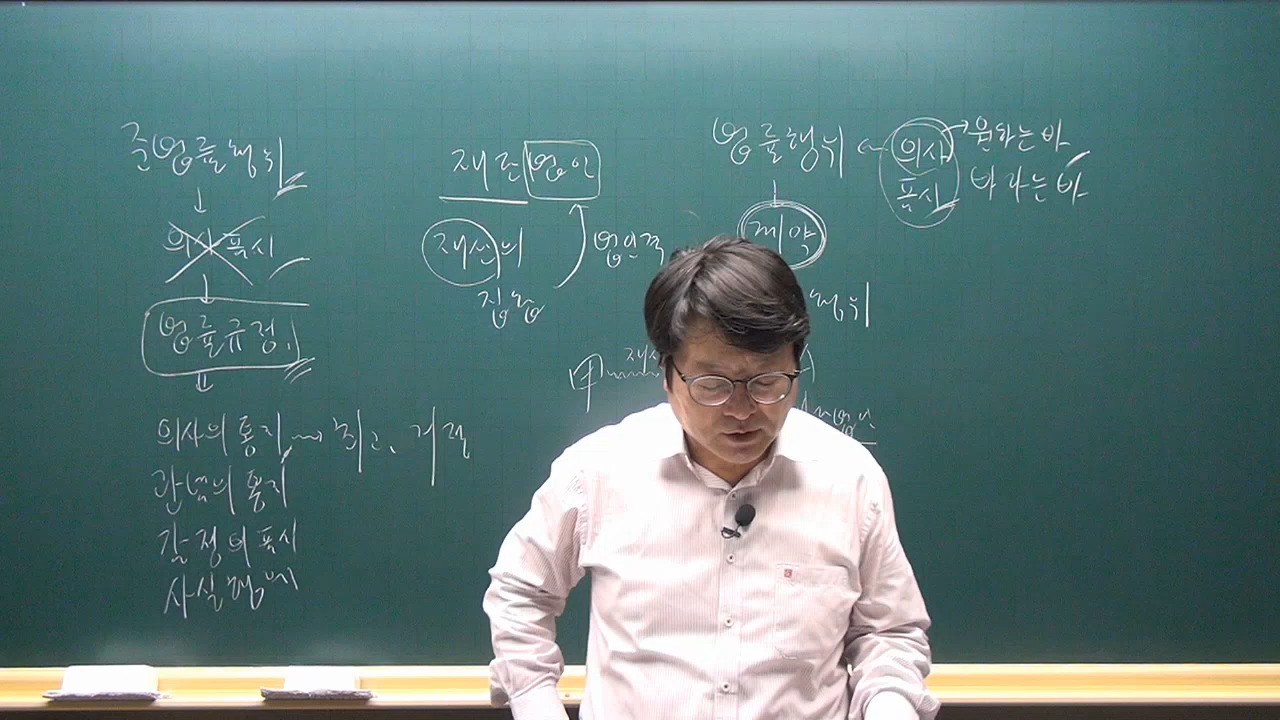 준법률행위
의사표시
법률규정
의사의 통지 최고, 거절
관념의 통지
감정의 표시
사실행위
재단법인
재산의
집합
법인격
법률행위
의사
표시
원하는 바
바라는 바
계약
행위
甲